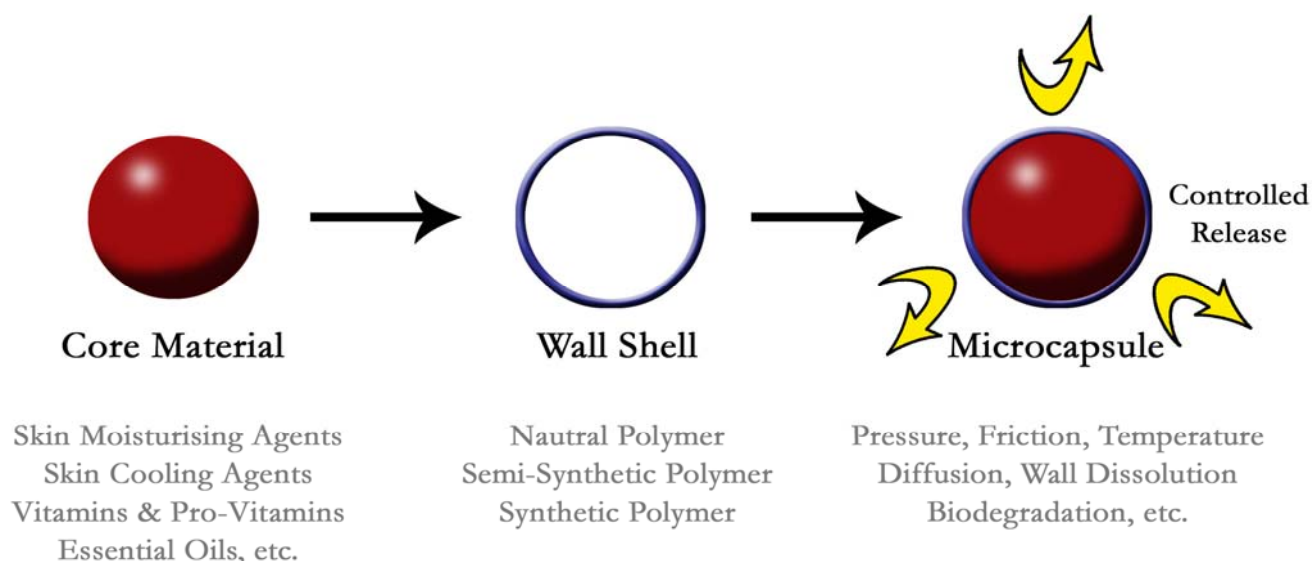 Controlled
Release
Core Material
Wall Shell
Microcapsule
Skin Moisturising Agents
Skin Cooling Agents
Vitamins & Pro-Vitamins
Essential Oils, etc.
Nautral Polymer
Semi-Synthetic Polymer
Synthetic Polymer
Pressure, Friction, Temperature
Diffusion, Wall Dissolution
Biodegradation, etc.